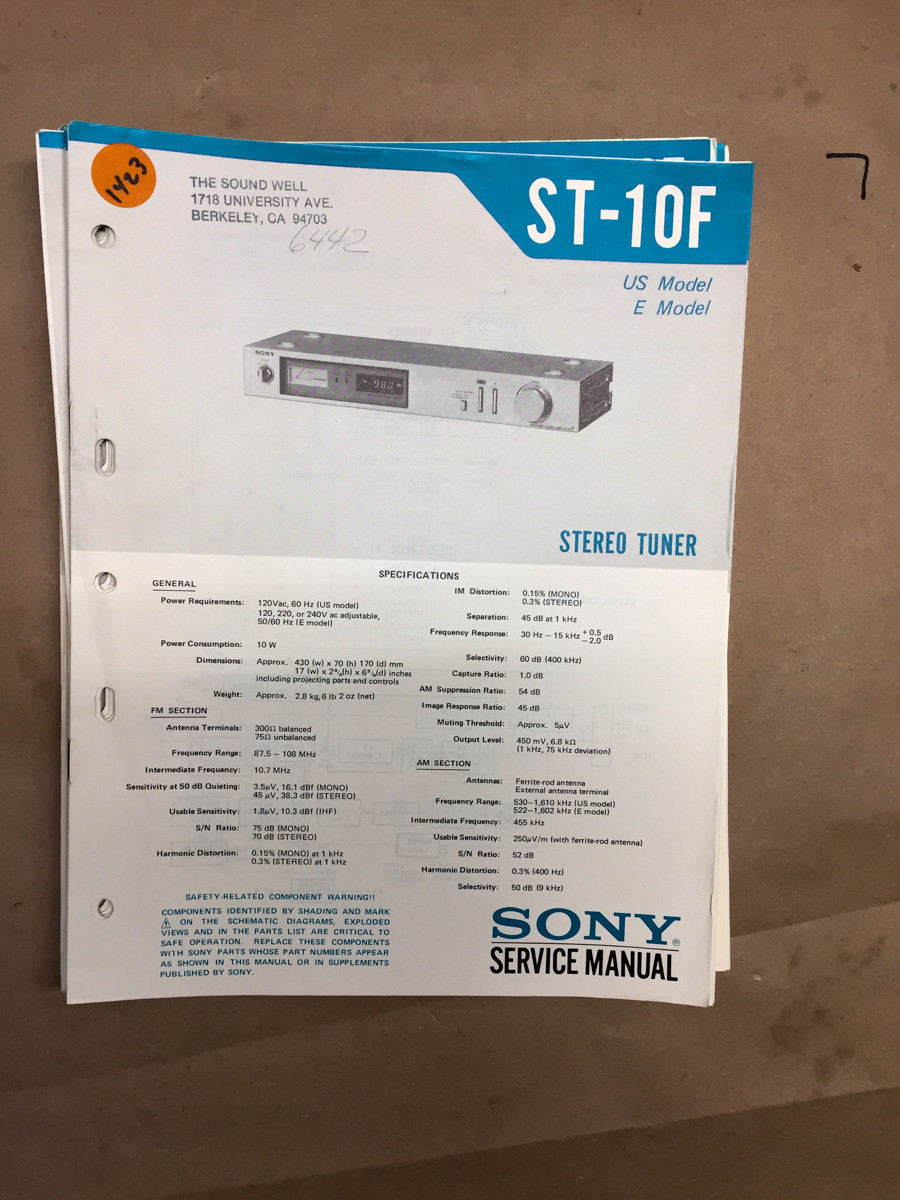 1423
THE SOUND WELL
1718 UNIVERSITY AVE.
BERKELEY, CA 94703
6442
ST-10F
US Model
E Model
SONY
STEREO TUNER
SPECIFICATIONS
GENERAL
Power Requirements: 120Vac, 60 Hz (US model)
120, 220, or 240V ac adjustable,
50/60 Hz (E model)
Power Consumption: 10 W
Dimensions: Approx. 430 (w) x 70 (h) 170 (d) mm
17 (w) x 2³/₄(h) x 6³/₄(d) inches
including projecting parts and controls
Weight: Approx. 2.8 kg, 6 lb 2 oz (net)
FM SECTION
Antenna Terminals: 300Ω balanced
75Ω unbalanced
Frequency Range: 87.5 – 108 MHz
Intermediate Frequency: 10.7 MHz
Sensitivity at 50 dB Quieting: 3.5μV, 16.1 dBf (MONO)
45 μV, 38.3 dBf (STEREO)
Usable Sensitivity: 1.8μV, 10.3 dBf (IHF)
S/N Ratio: 75 dB (MONO)
70 dB (STEREO)
Harmonic Distortion: 0.15% (MONO) at 1 kHz
0.3% (STEREO) at 1 kHz
IM Distortion: 0.15% (MONO)
0.3% (STEREO)
Separation: 45 dB at 1 kHz
Frequency Response: 30 Hz – 15 kHz +0.5 −2.0 dB
Selectivity: 60 dB (400 kHz)
Capture Ratio: 1.0 dB
AM Suppression Ratio: 54 dB
Image Response Ratio: 45 dB
Muting Threshold: Approx. 5μV
Output Level: 450 mV, 6.8 kΩ
(1 kHz, 75 kHz deviation)
AM SECTION
Antennas: Ferrite-rod antenna
External antenna terminal
Frequency Range: 530–1,610 kHz (US model)
522–1,602 kHz (E model)
Intermediate Frequency: 455 kHz
Usable Sensitivity: 250μV/m (with ferrite-rod antenna)
S/N Ratio: 52 dB
Harmonic Distortion: 0.3% (400 Hz)
Selectivity: 50 dB (9 kHz)
SAFETY-RELATED COMPONENT WARNING!!
COMPONENTS IDENTIFIED BY SHADING AND MARK
⚠ ON THE SCHEMATIC DIAGRAMS, EXPLODED
VIEWS AND IN THE PARTS LIST ARE CRITICAL TO
SAFE OPERATION. REPLACE THESE COMPONENTS
WITH SONY PARTS WHOSE PART NUMBERS APPEAR
AS SHOWN IN THIS MANUAL OR IN SUPPLEMENTS
PUBLISHED BY SONY.
SONY®
SERVICE MANUAL